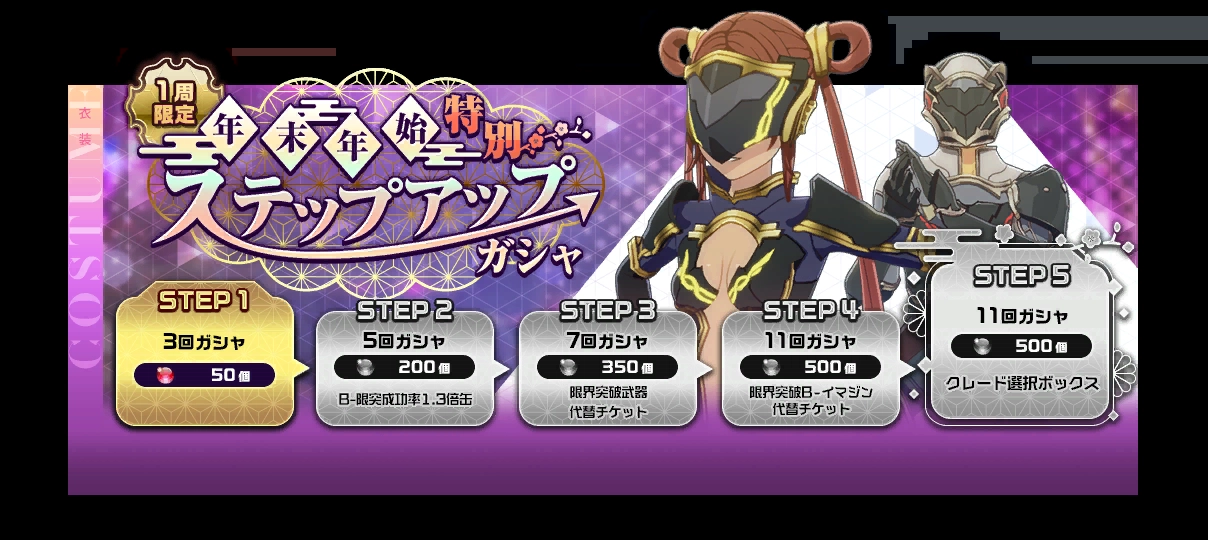 1周
限定
年末年始特別
ステップアップ
ガシャ
衣
装
COSTU
STEP 1
3回ガシャ
50個
STEP 2
5回ガシャ
200個
B-限突成功率1.3倍缶
STEP 3
7回ガシャ
350個
限界突破武器
代替チケット
STEP 4
11回ガシャ
500個
限界突破B-イマジン
代替チケット
STEP 5
11回ガシャ
500個
グレード選択ボックス